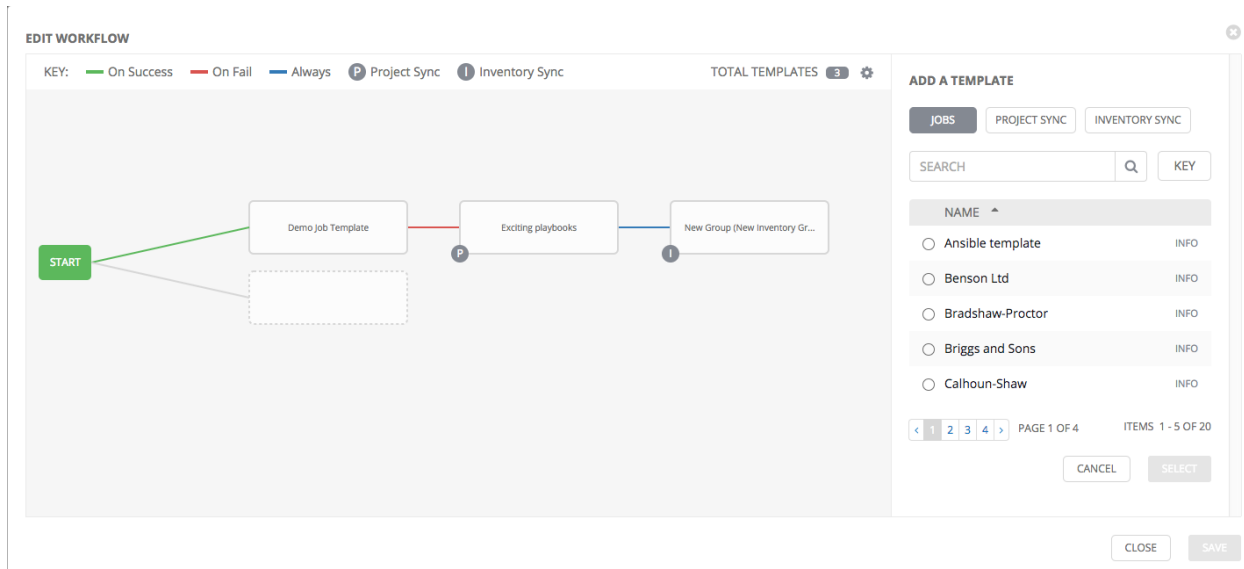 EDIT WORKFLOW
KEY: On Success On Fail Always P Project Sync I Inventory Sync TOTAL TEMPLATES 3
START
Demo Job Template
Exciting playbooks
P
New Group (New Inventory Gr...
I
ADD A TEMPLATE
JOBS PROJECT SYNC INVENTORY SYNC
SEARCH KEY
NAME
Ansible template INFO
Benson Ltd INFO
Bradshaw-Proctor INFO
Briggs and Sons INFO
Calhoun-Shaw INFO
< 1 2 3 4 > PAGE 1 OF 4 ITEMS 1 - 5 OF 20
CANCEL SELECT
CLOSE SAVE